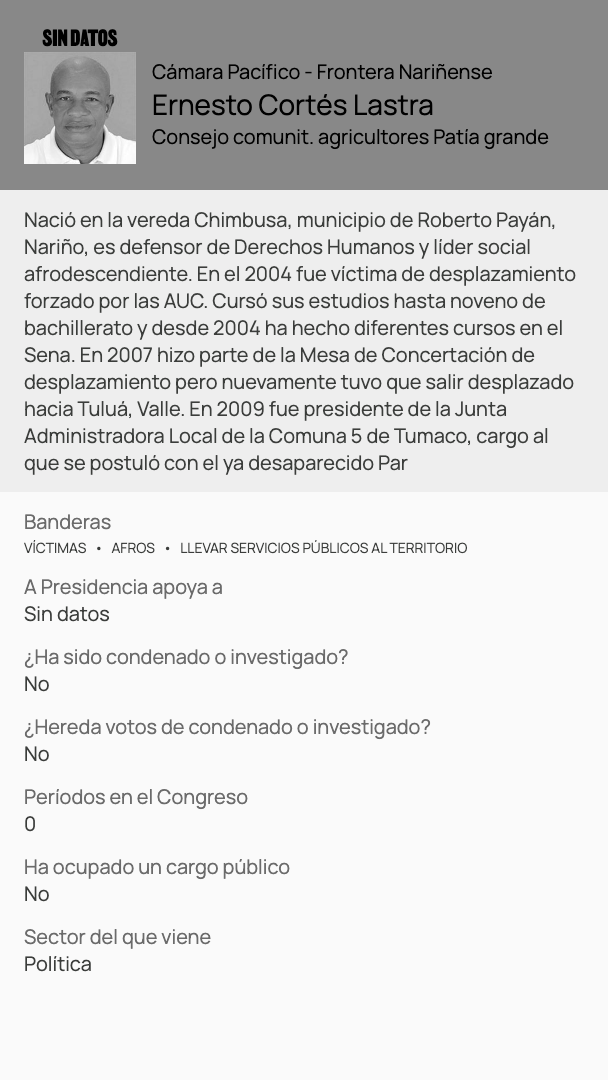 SIN DATOS
Cámara Pacífico - Frontera Nariñense
Ernesto Cortés Lastra
Consejo comunit. agricultores Patía grande
Nació en la vereda Chimbusa, municipio de Roberto Payán,
Nariño, es defensor de Derechos Humanos y líder social
afrodescendiente. En el 2004 fue víctima de desplazamiento
forzado por las AUC. Cursó sus estudios hasta noveno de
bachillerato y desde 2004 ha hecho diferentes cursos en el
Sena. En 2007 hizo parte de la Mesa de Concertación de
desplazamiento pero nuevamente tuvo que salir desplazado
hacia Tuluá, Valle. En 2009 fue presidente de la Junta
Administradora Local de la Comuna 5 de Tumaco, cargo al
que se postuló con el ya desaparecido Par
Banderas
VÍCTIMAS • AFROS • LLEVAR SERVICIOS PÚBLICOS AL TERRITORIO
A Presidencia apoya a
Sin datos
¿Ha sido condenado o investigado?
No
¿Hereda votos de condenado o investigado?
No
Períodos en el Congreso
0
Ha ocupado un cargo público
No
Sector del que viene
Política